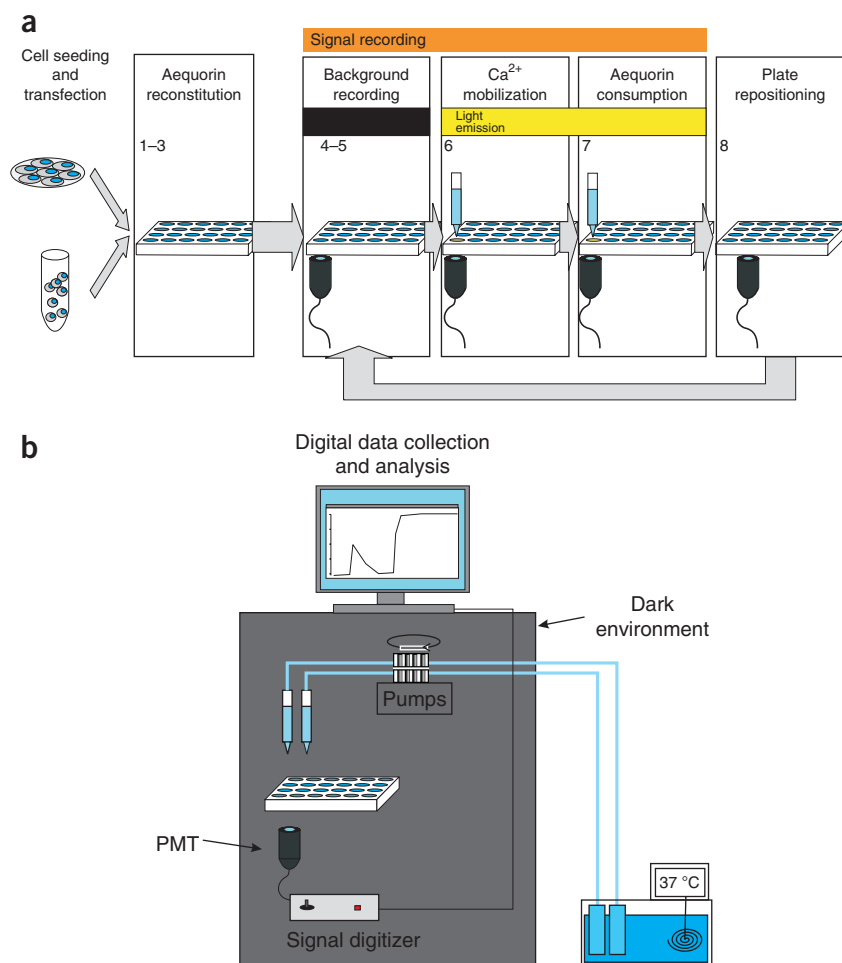 a
Cell seeding
and
transfection
Aequorin
reconstitution
1–3
Signal recording
Background
recording
4–5
Ca²⁺
mobilization
Light
emission
6
Aequorin
consumption
7
Plate
repositioning
8
b
Digital data collection
and analysis
Dark
environment
Pumps
PMT
37 °C
Signal digitizer